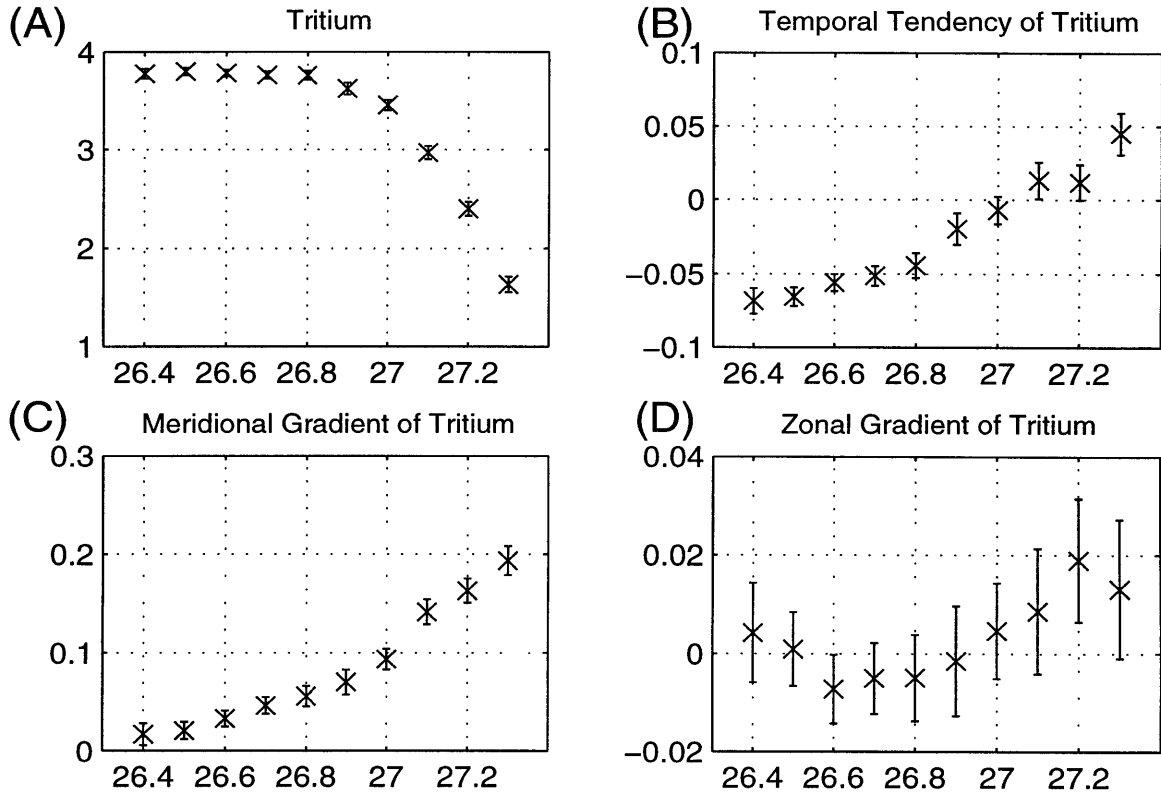 (A) Tritium
4
3
2
1
26.4 26.6 26.8 27 27.2
(B) Temporal Tendency of Tritium
0.1
0.05
0
−0.05
−0.1
26.4 26.6 26.8 27 27.2
(C) Meridional Gradient of Tritium
0.3
0.2
0.1
0
26.4 26.6 26.8 27 27.2
(D) Zonal Gradient of Tritium
0.04
0.02
0
−0.02
26.4 26.6 26.8 27 27.2